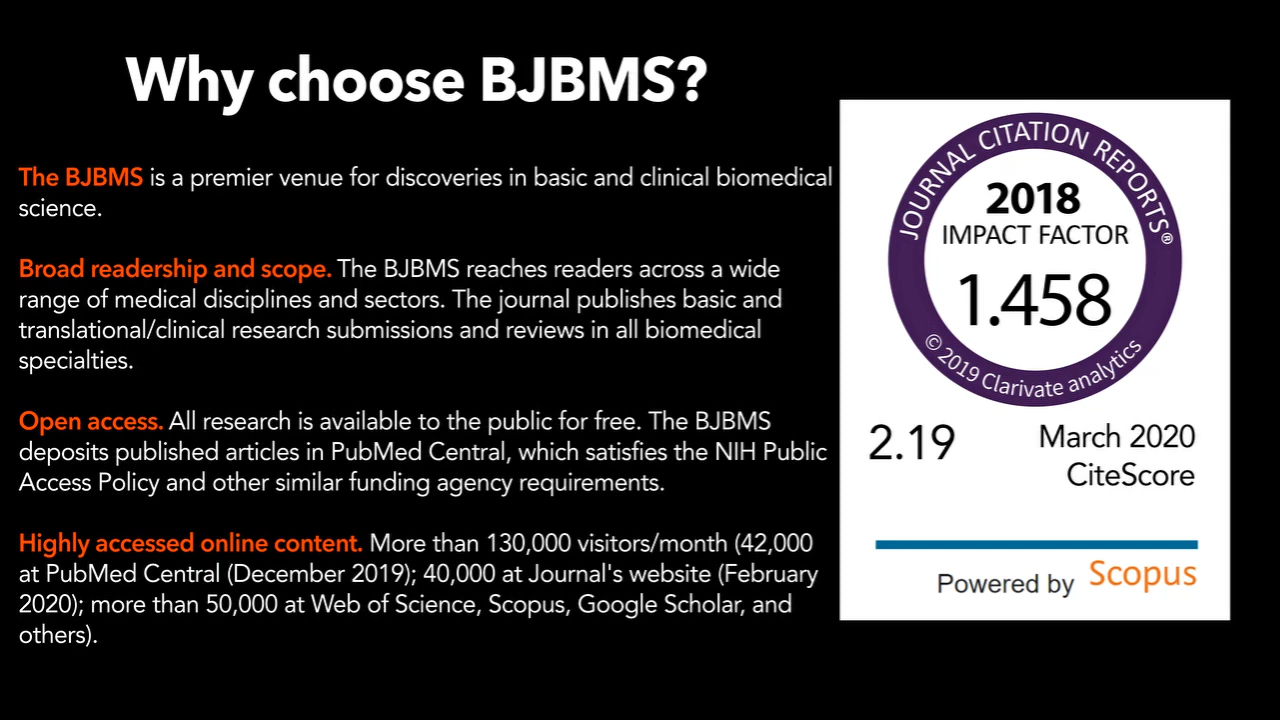 Why choose BJBMS?
The BJBMS is a premier venue for discoveries in basic and clinical biomedical
science.
Broad readership and scope. The BJBMS reaches readers across a wide
range of medical disciplines and sectors. The journal publishes basic and
translational/clinical research submissions and reviews in all biomedical
specialties.
Open access. All research is available to the public for free. The BJBMS
deposits published articles in PubMed Central, which satisfies the NIH Public
Access Policy and other similar funding agency requirements.
Highly accessed online content. More than 130,000 visitors/month (42,000
at PubMed Central (December 2019); 40,000 at Journal's website (February
2020); more than 50,000 at Web of Science, Scopus, Google Scholar, and
others).
JOURNAL CITATION REPORTS®
2018
IMPACT FACTOR
1.458
© 2019 Clarivate analytics
2.19
March 2020
CiteScore
Powered by Scopus